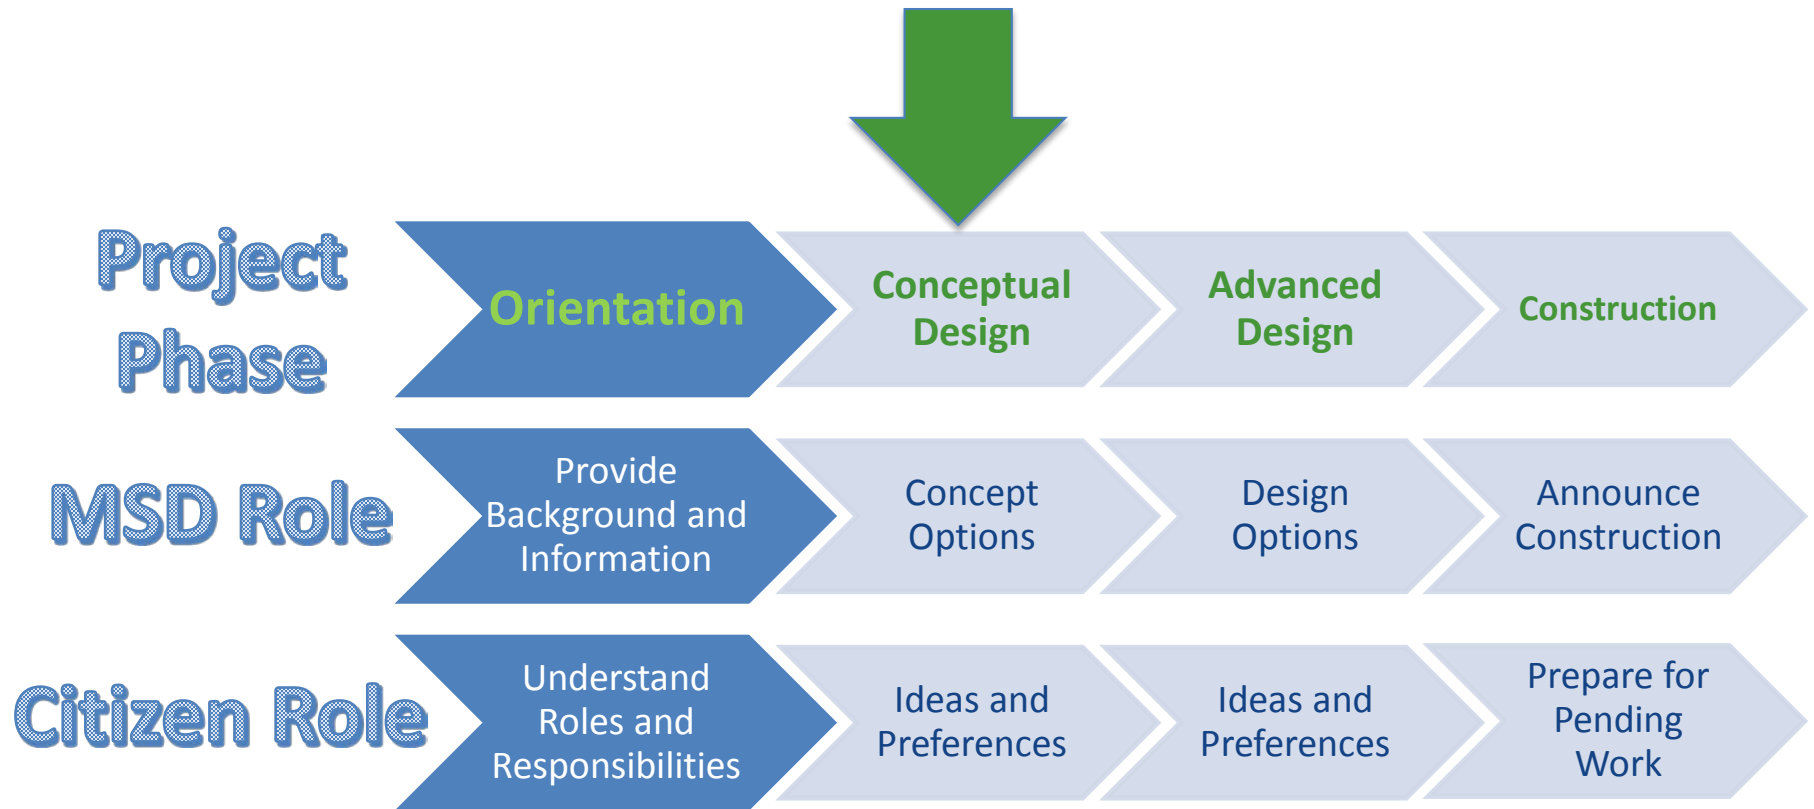 Project
Phase
Orientation
Conceptual
Design
Advanced
Design
Construction
MSD Role
Provide
Background and
Information
Concept
Options
Design
Options
Announce
Construction
Citizen Role
Understand
Roles and
Responsibilities
Ideas and
Preferences
Ideas and
Preferences
Prepare for
Pending
Work